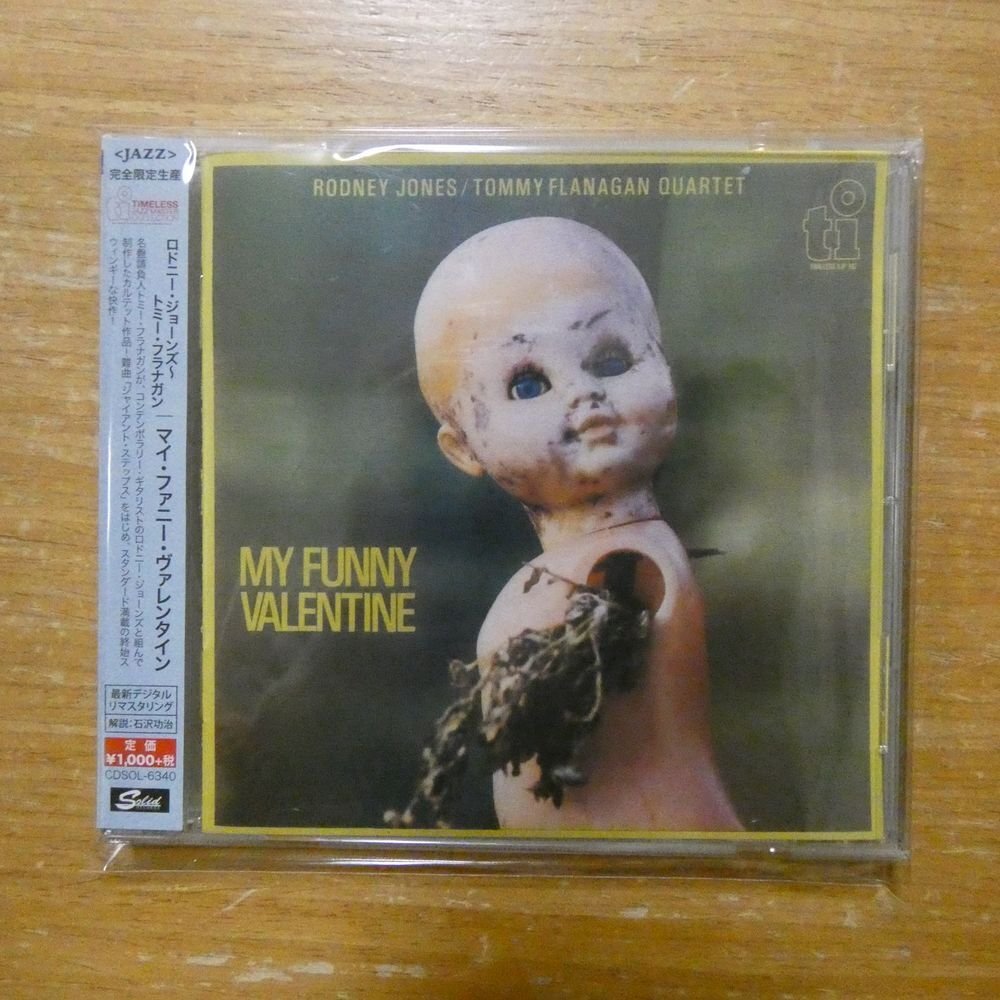 <JAZZ>
完全限定生産
TIMELESS
JAZZ MASTER
COLLECTION
ロドニー・ジョーンズ~
トミー・フラナガン
マイ・ファニー・ヴァレンタイン
名盤請負人トミー・フラナガンが、コンテンポラリー・ギタリストのロドニー・ジョーンズと組んで
制作したカルテット作品!難曲「ジャイアント・ステップス」をはじめ、スタンダード満載の終始ス
ウィンギーな快作!
最新デジタル
リマスタリング
解説:石沢功治
定価
¥1,000+税
CDSOL-6340
Solid
RECORDS
RODNEY JONES/TOMMY FLANAGAN QUARTET
ti
MY FUNNY
VALENTINE